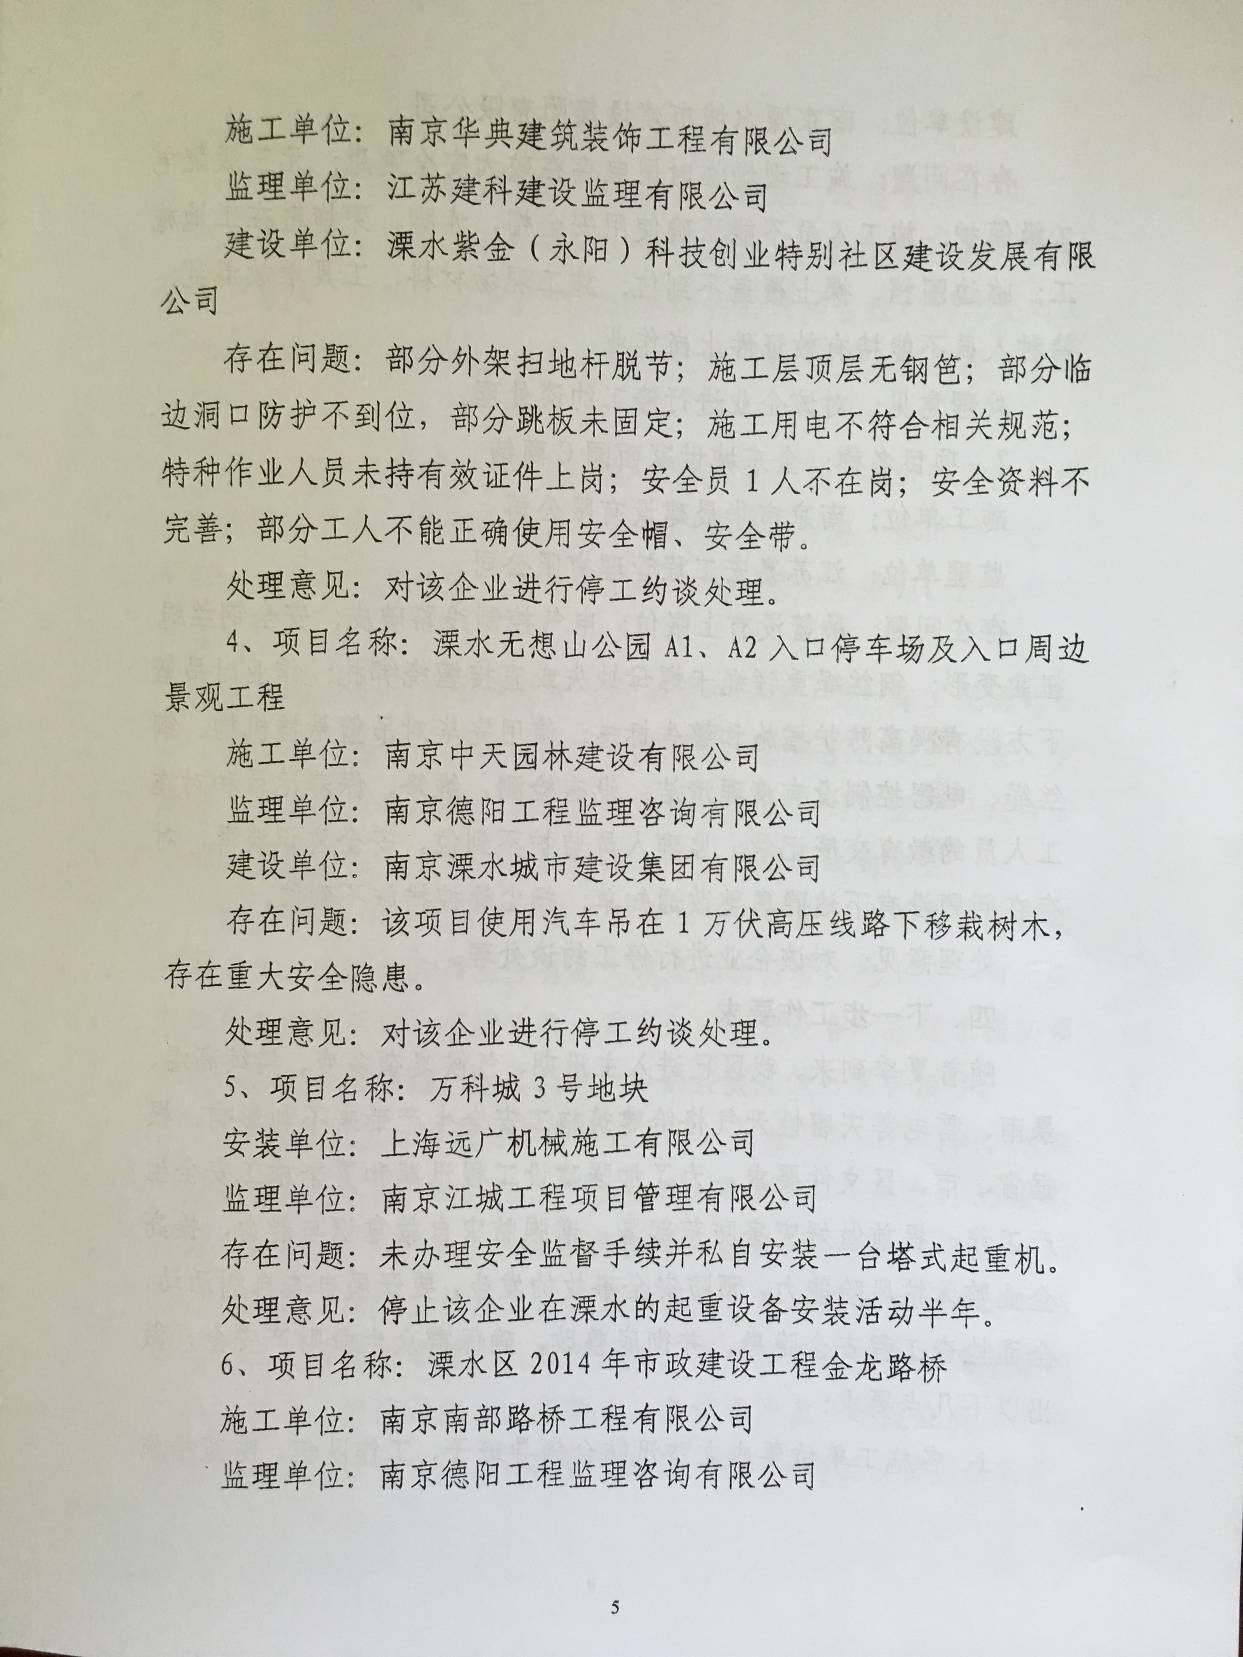 施工单位：南京华典建筑装饰工程有限公司
监理单位：江苏建科建设监理有限公司
建设单位：溧水紫金（永阳）科技创业特别社区建设发展有限
公司
存在问题：部分外架扫地杆脱节；施工层顶层无钢笆；部分临
边洞口防护不到位，部分跳板未固定；施工用电不符合相关规范；
特种作业人员未持有效证件上岗；安全员1人不在岗；安全资料不
完善；部分工人不能正确使用安全帽、安全带。
处理意见：对该企业进行停工约谈处理。
4、项目名称：溧水无想山公园A1、A2入口停车场及入口周边
景观工程
施工单位：南京中天园林建设有限公司
监理单位：南京德阳工程监理咨询有限公司
建设单位：南京溧水城市建设集团有限公司
存在问题：该项目使用汽车吊在1万伏高压线路下移栽树木，
存在重大安全隐患。
处理意见：对该企业进行停工约谈处理。
5、项目名称：万科城3号地块
安装单位：上海远广机械施工有限公司
监理单位：南京江城工程项目管理有限公司
存在问题：未办理安全监督手续并私自安装一台塔式起重机。
处理意见：停止该企业在溧水的起重设备安装活动半年。
6、项目名称：溧水区2014年市政建设工程金龙路桥
施工单位：南京南部路桥工程有限公司
监理单位：南京德阳工程监理咨询有限公司
5